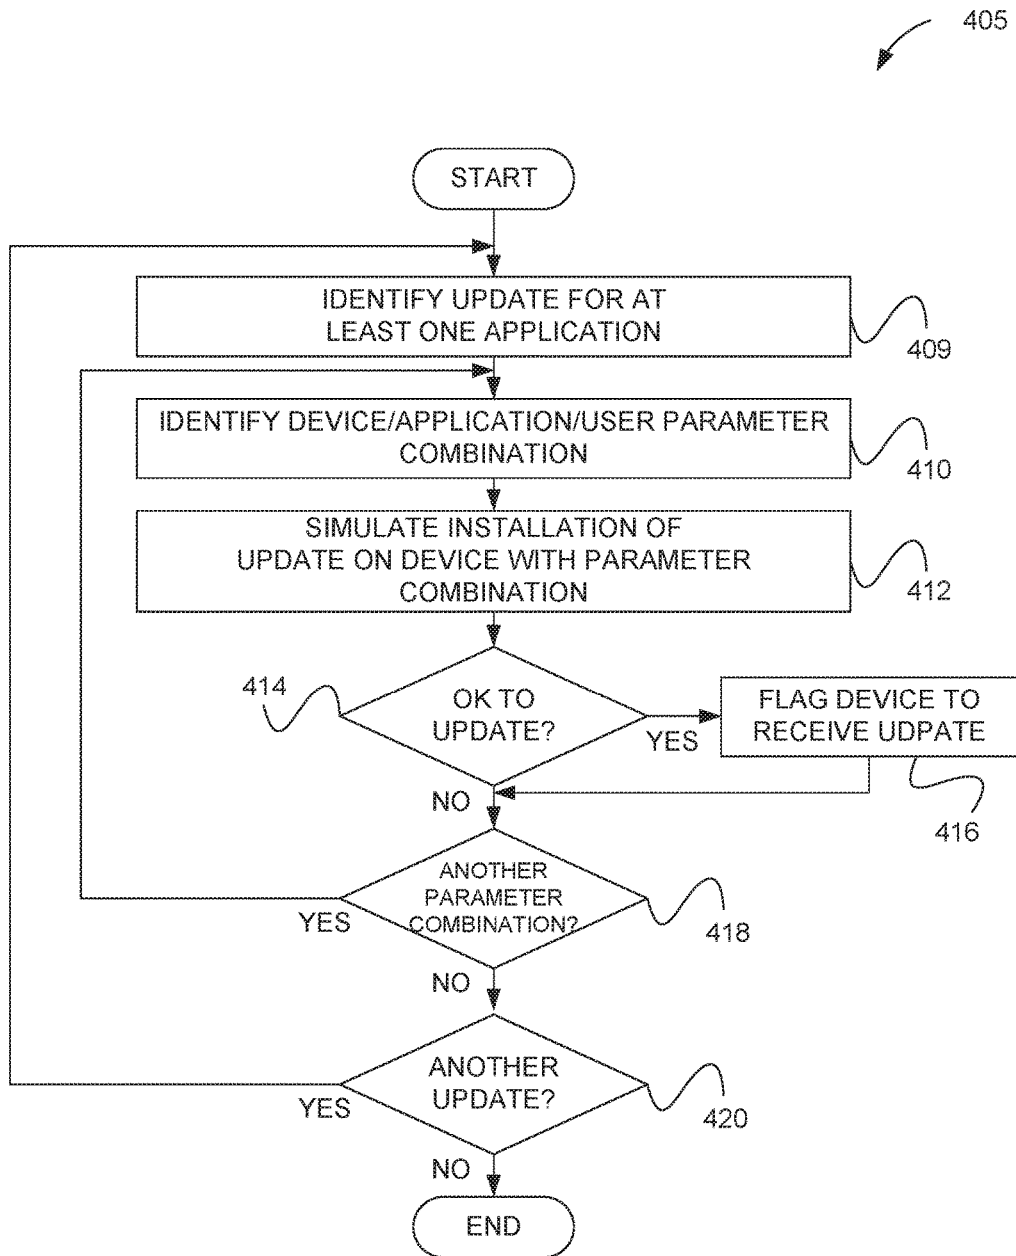 405
START
IDENTIFY UPDATE FOR AT
LEAST ONE APPLICATION
409
IDENTIFY DEVICE/APPLICATION/USER PARAMETER
COMBINATION
410
SIMULATE INSTALLATION OF
UPDATE ON DEVICE WITH PARAMETER
COMBINATION
412
414
OK TO
UPDATE?
YES
FLAG DEVICE TO
RECEIVE UDPATE
416
NO
ANOTHER
PARAMETER
COMBINATION?
YES
418
NO
ANOTHER
UPDATE?
YES
420
NO
END